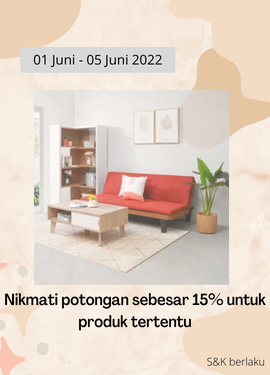 01 Juni - 05 Juni 2022
Nikmati potongan sebesar 15% untuk
produk tertentu
S&K berlaku